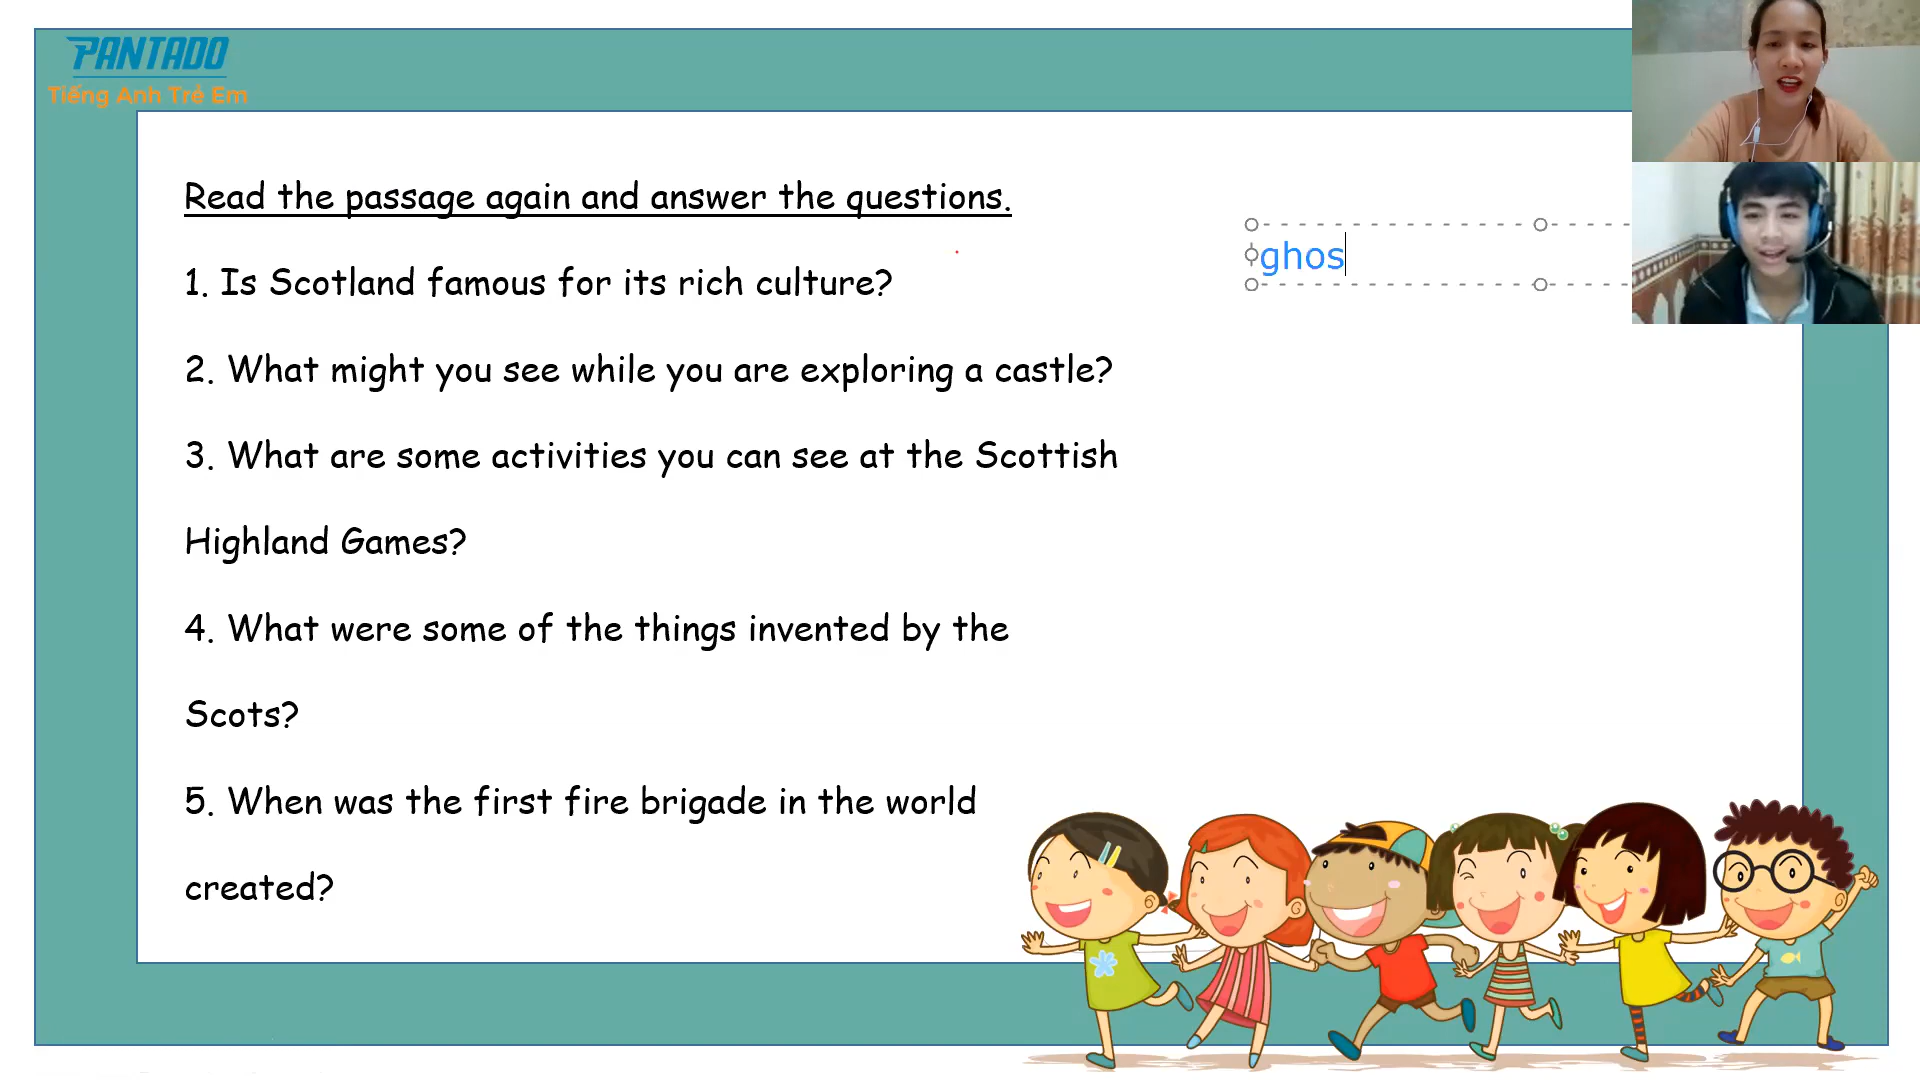 PANTADO
Tiếng Anh Trẻ Em
Read the passage again and answer the questions.
ghos
1. Is Scotland famous for its rich culture?
2. What might you see while you are exploring a castle?
3. What are some activities you can see at the Scottish
Highland Games?
4. What were some of the things invented by the
Scots?
5. When was the first fire brigade in the world
created?